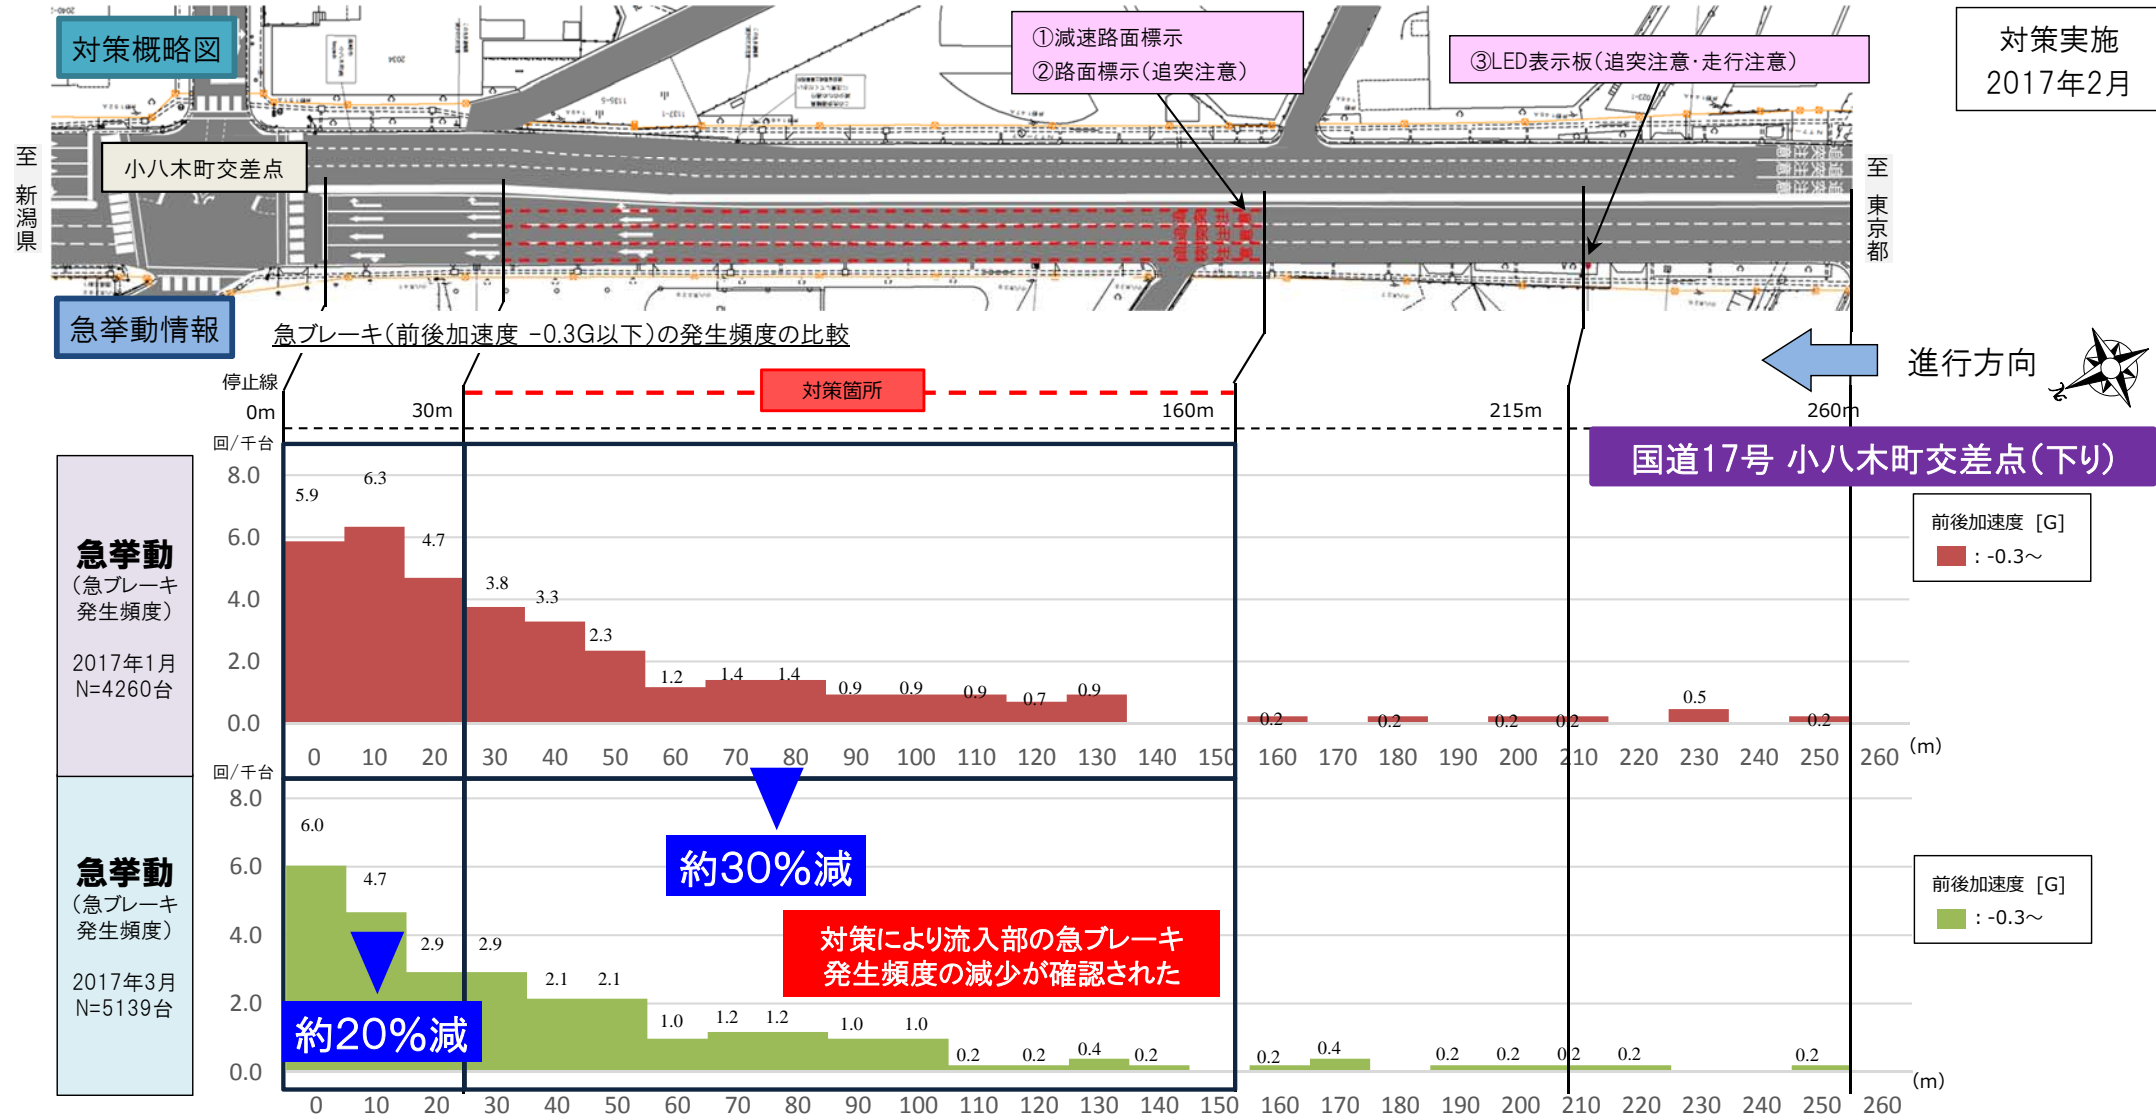 対策概略図
①減速路面標示
②路面標示(追突注意)
③LED表示板(追突注意・走行注意)
対策実施
2017年2月
小八木町交差点
至 新潟県
至 東京都
急挙動情報
急ブレーキ(前後加速度 -0.3G以下)の発生頻度の比較
進行方向
停止線
対策箇所
0m 30m 160m 215m 260m
国道17号 小八木町交差点(下り)
回/千台
急挙動
(急ブレーキ
発生頻度)
2017年1月
N=4260台
8.0
6.0
4.0
2.0
0.0
5.9 6.3 4.7 3.8 3.3 2.3 1.2 1.4 1.4 0.9 0.9 0.9 0.7 0.9 0.2 0.2 0.2 0.2 0.5 0.2
0 10 20 30 40 50 60 70 80 90 100 110 120 130 140 150 160 170 180 190 200 210 220 230 240 250 260
(m)
前後加速度 [G]
:-0.3~
回/千台
急挙動
(急ブレーキ
発生頻度)
2017年3月
N=5139台
8.0
6.0
4.0
2.0
0.0
6.0 4.7 2.9 2.9 2.1 2.1 1.0 1.2 1.2 1.0 1.0 0.2 0.2 0.4 0.2 0.2 0.4 0.2 0.2 0.2 0.2 0.2
約30%減
約20%減
対策により流入部の急ブレーキ
発生頻度の減少が確認された
前後加速度 [G]
:-0.3~
(m)
0 10 20 30 40 50 60 70 80 90 100 110 120 130 140 150 160 170 180 190 200 210 220 230 240 250 260